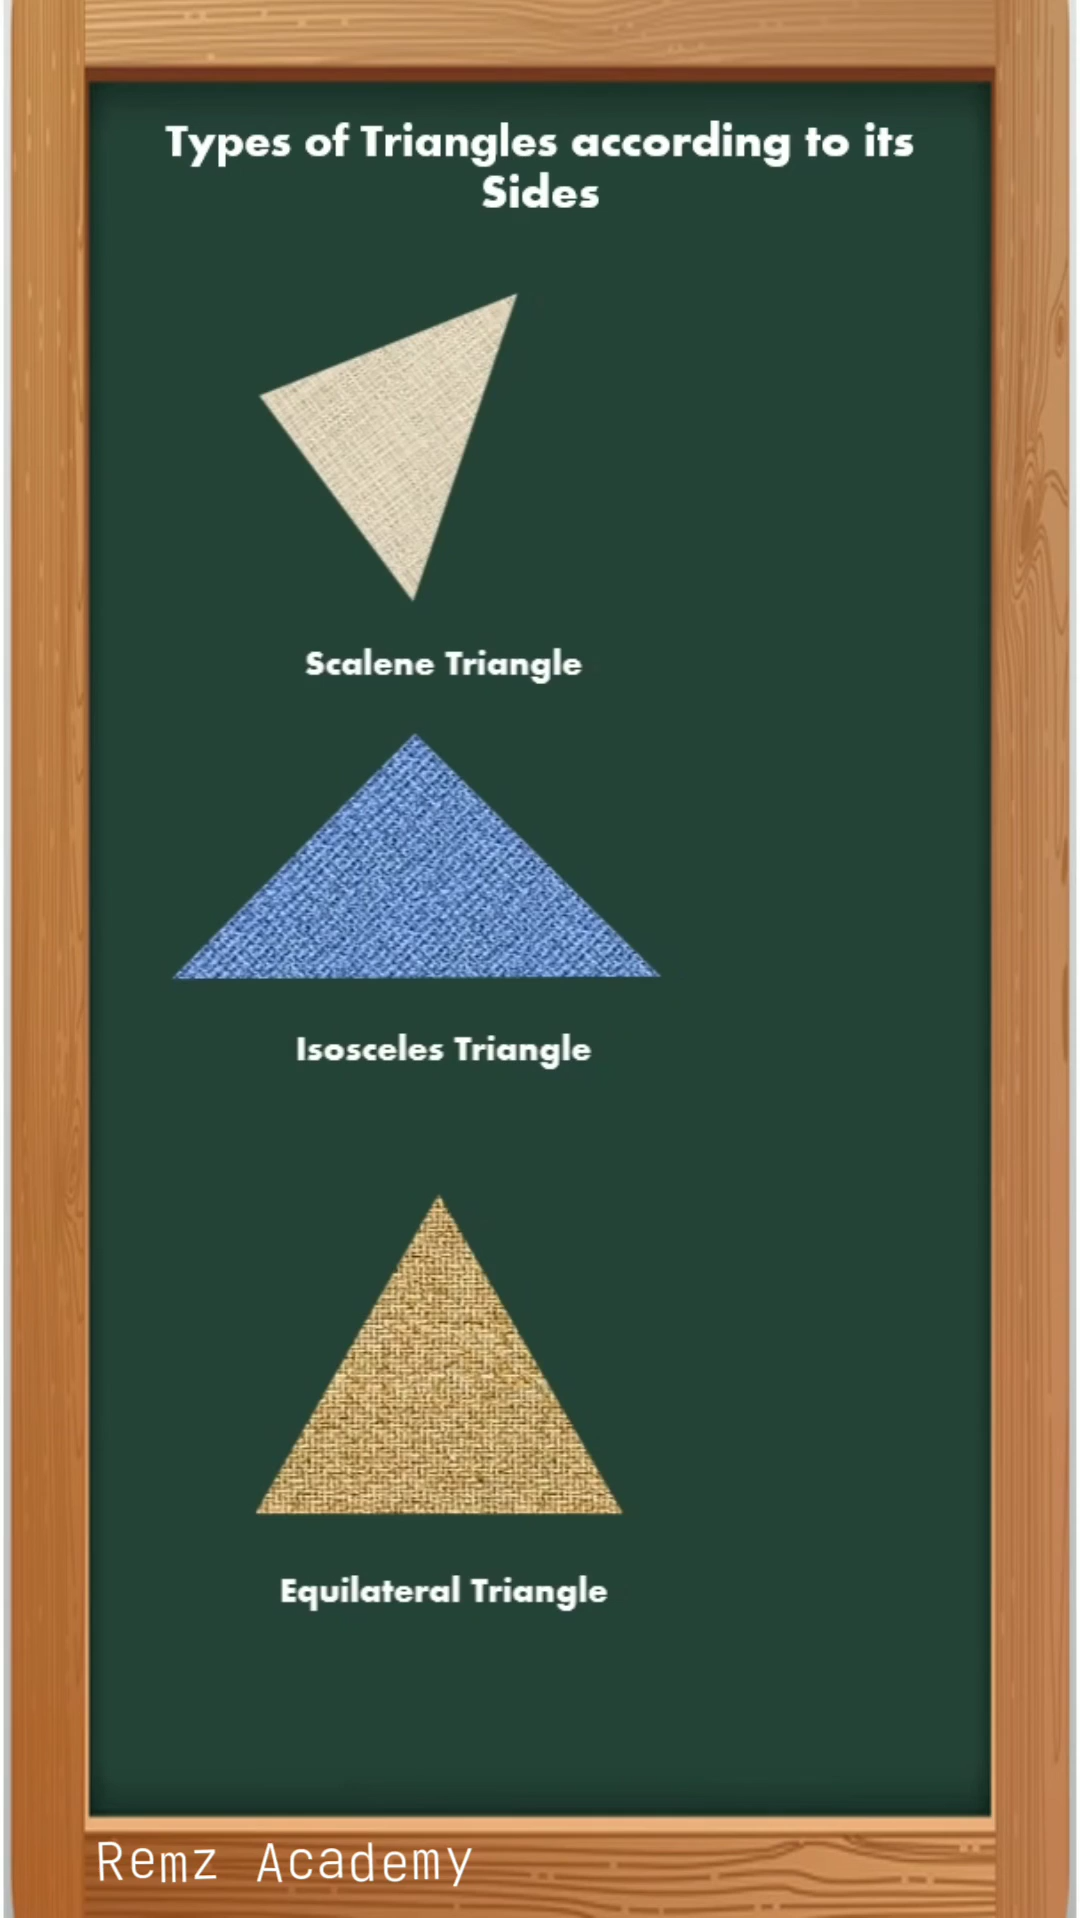 Types of Triangles according to its
Sides
Scalene Triangle
Isosceles Triangle
Equilateral Triangle
Remz Academy